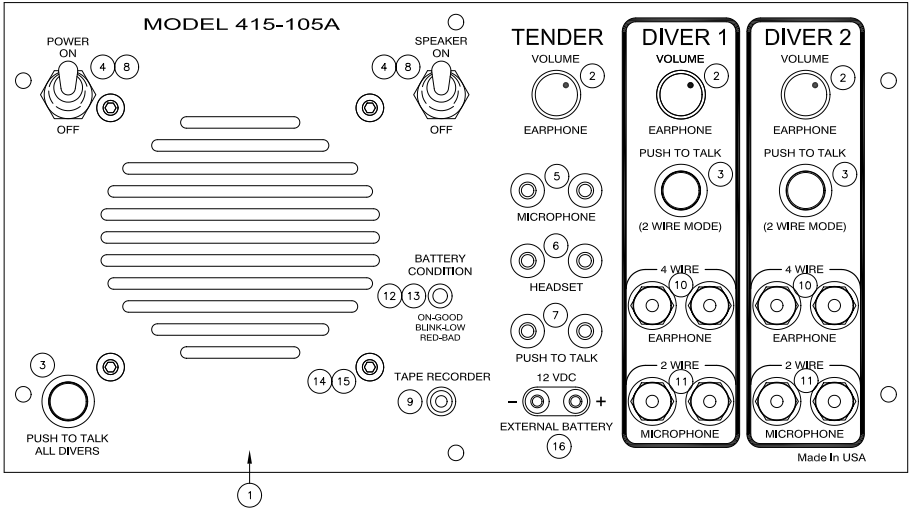 MODEL 415-105A
POWER
ON
4 8
OFF
SPEAKER
ON
4 8
OFF
BATTERY
CONDITION
12 13
ON-GOOD
BLINK-LOW
RED-BAD
3
PUSH TO TALK
ALL DIVERS
14 15
TAPE RECORDER
9
TENDER
VOLUME
2
EARPHONE
5
MICROPHONE
6
HEADSET
7
PUSH TO TALK
12 VDC
- +
EXTERNAL BATTERY
16
DIVER 1
VOLUME
2
EARPHONE
PUSH TO TALK
3
(2 WIRE MODE)
4 WIRE
10
EARPHONE
2 WIRE
11
MICROPHONE
DIVER 2
VOLUME
2
EARPHONE
PUSH TO TALK
3
(2 WIRE MODE)
4 WIRE
10
EARPHONE
2 WIRE
11
MICROPHONE
Made In USA
1